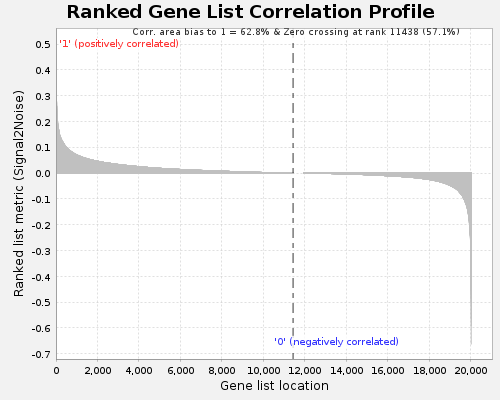 Ranked Gene List Correlation Profile
Corr. area bias to 1 = 62.8% & Zero crossing at rank 11438 (57.1%)
'1' (positively correlated)
0.5
0.4
0.3
0.2
0.1
0.0
-0.1
-0.2
-0.3
-0.4
-0.5
-0.6
-0.7
Ranked list metric (Signal2Noise)
'0' (negatively correlated)
0 2,000 4,000 6,000 8,000 10,000 12,000 14,000 16,000 18,000 20,000
Gene list location